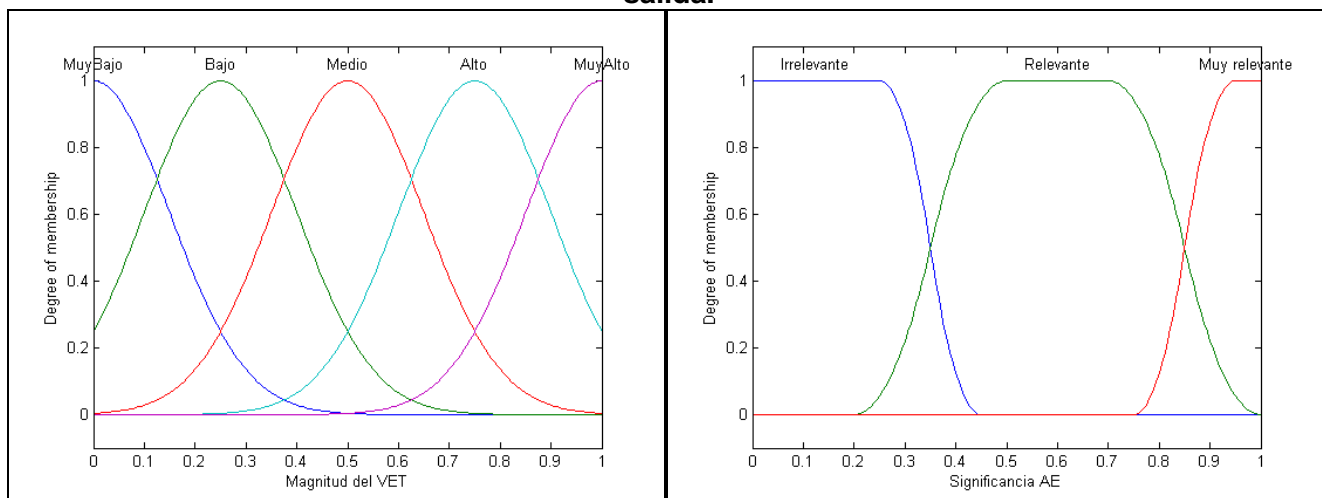 MuyBajo Bajo Medio Alto MuyAlto
1
0.8
0.6
0.4
0.2
0
Degree of membership
0 0.1 0.2 0.3 0.4 0.5 0.6 0.7 0.8 0.9 1
Magnitud del VET
Irrelevante Relevante Muy relevante
1
0.8
0.6
0.4
0.2
0
Degree of membership
0 0.1 0.2 0.3 0.4 0.5 0.6 0.7 0.8 0.9 1
Significancia AE